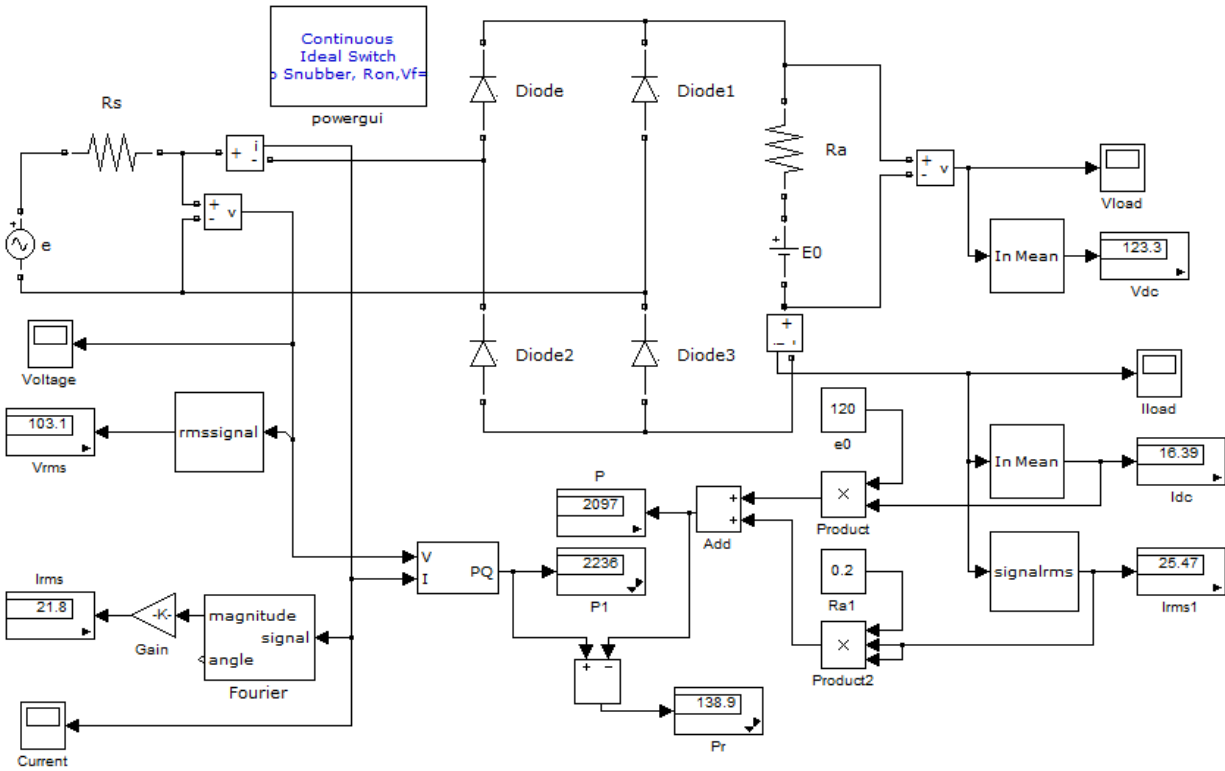 Continuous
Ideal Switch
o Snubber, Ron,Vf=
powergui
Rs
i
+
-
+
-
v
+
e
Diode
Diode1
Diode2
Diode3
Ra
+
E0
+
-
v
Vload
In Mean
123.3
Vdc
+
-
i
Iload
Voltage
103.1
Vrms
rmssignal
120
e0
In Mean
16.39
Idc
P
2097
+
+
Add
×
Product
V
I
PQ
2236
P1
0.2
Ra1
signalrms
25.47
Irms1
Irms
21.8
-K-
Gain
magnitude
signal
angle
Fourier
×
Product2
+
-
138.9
Pr
Current